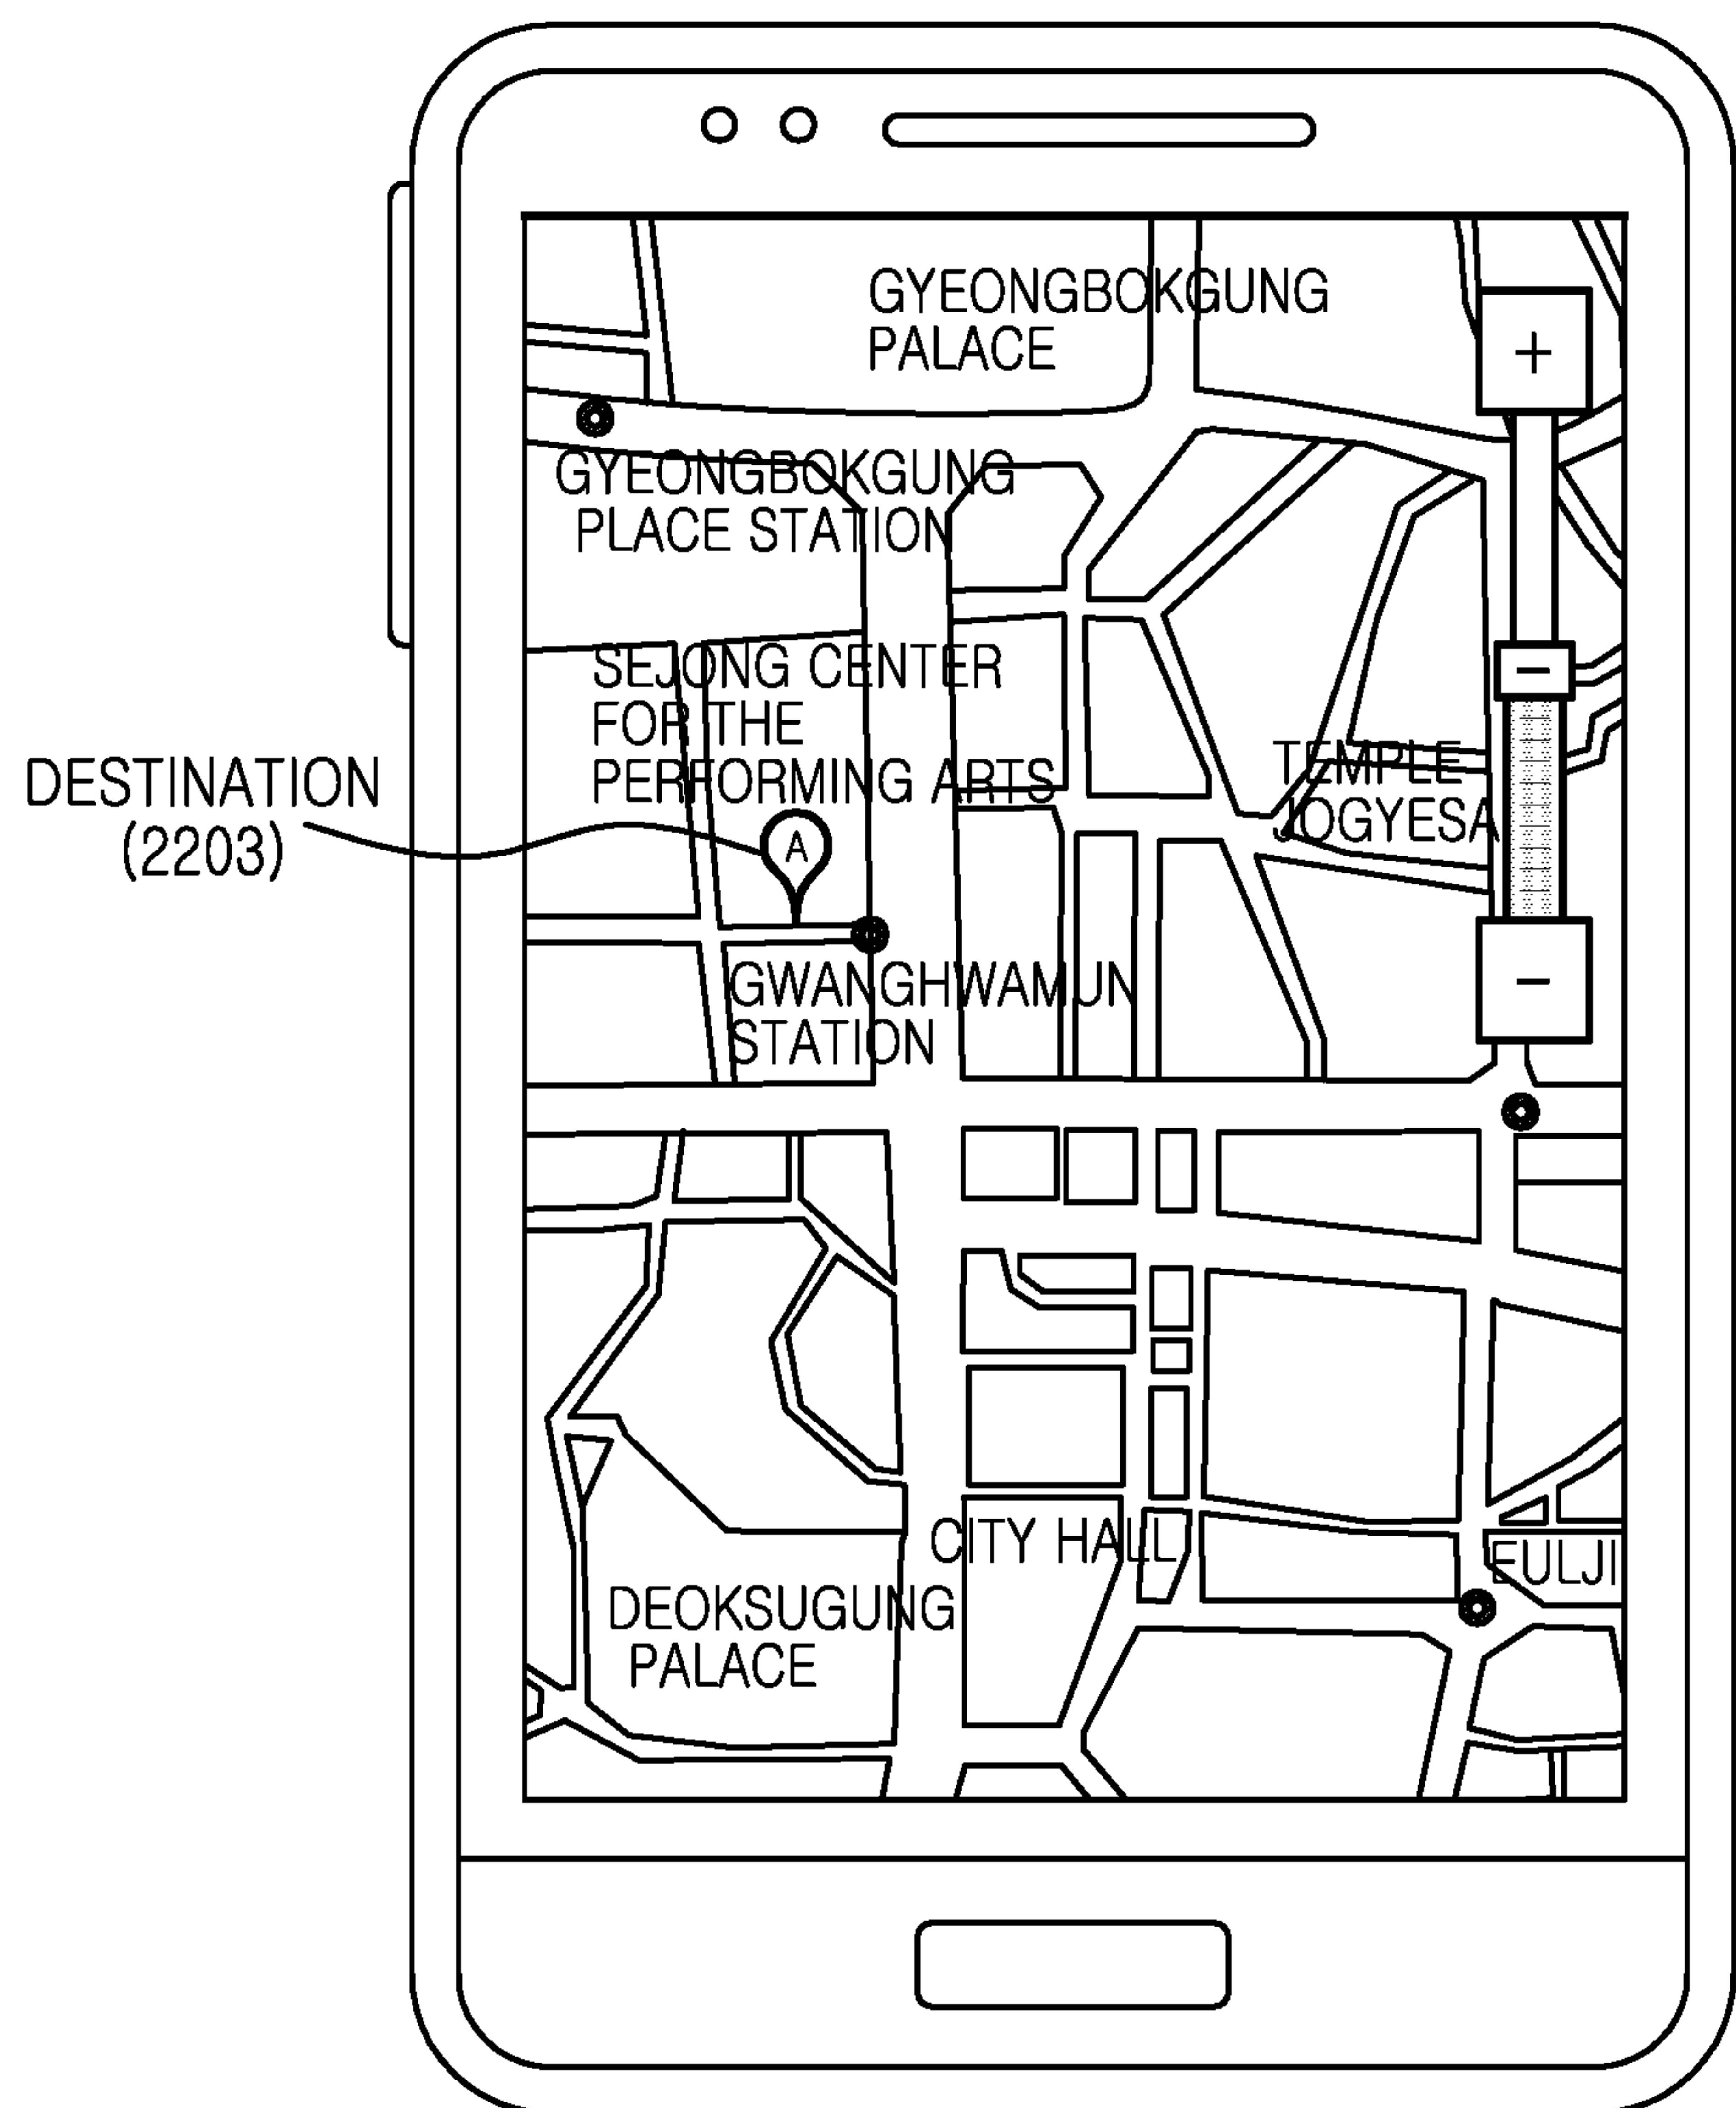 GYEONGBOKGUNG
PALACE
+
GYEONGBOKGUNG
PLACE STATION
SEJONG CENTER
FOR THE
PERFORMING ARTS
−
DESTINATION
(2203)
A
TEMPLE
JOGYESA
GWANGHWAMUN
STATION
−
CITY HALL
EULJI
DEOKSUGUNG
PALACE